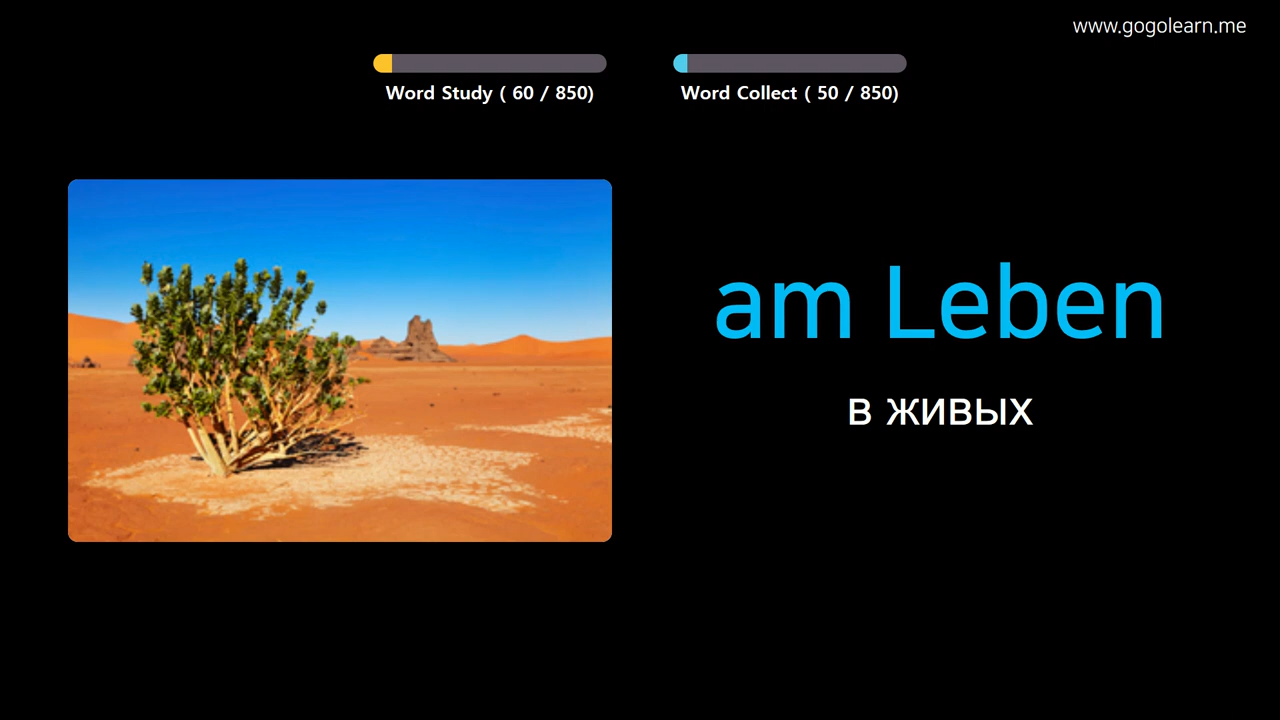 www.gogolearn.me
Word Study ( 60 / 850)
Word Collect ( 50 / 850)
am Leben
в живых